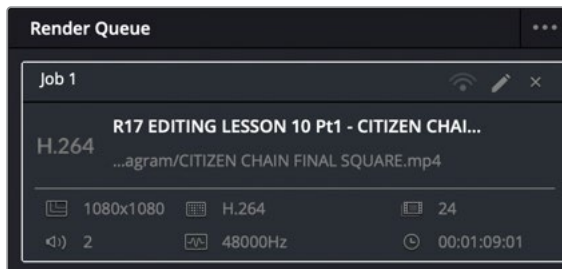 Render Queue
Job 1
R17 EDITING LESSON 10 Pt1 - CITIZEN CHAI...
H.264
...agram/CITIZEN CHAIN FINAL SQUARE.mp4
1080x1080 H.264 24
2 48000Hz 00:01:09:01